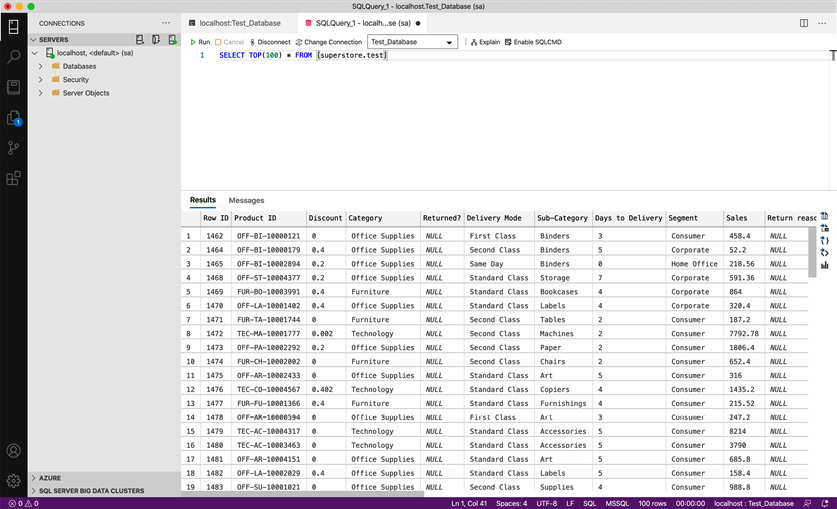 SQLQuery_1 - localhost:Test_Database (sa)
CONNECTIONS
SERVERS
localhost, <default> (sa)
Databases
Security
Server Objects
AZURE
SQL SERVER BIG DATA CLUSTERS
1
localhost:Test_Database
SQLQuery_1 - localh...se (sa)
Run Cancel Disconnect Change Connection Test_Database Explain Enable SQLCMD
1 SELECT TOP(100) * FROM [superstore.test]
Results Messages
Row ID Product ID Discount Category Returned? Delivery Mode Sub-Category Days to Delivery Segment Sales Return reaso
1 1462 OFF-BI-10000121 0 Office Supplies NULL First Class Binders 3 Consumer 458.4 NULL
2 1464 OFF-BI-10000179 0.4 Office Supplies NULL Second Class Binders 5 Corporate 52.2 NULL
3 1465 OFF-BI-10002894 0.2 Office Supplies NULL Same Day Binders 0 Home Office 218.56 NULL
4 1468 OFF-ST-10004377 0.2 Office Supplies NULL Standard Class Storage 7 Corporate 591.36 NULL
5 1469 FUR-BO-10003991 0.4 Furniture NULL Standard Class Bookcases 4 Corporate 864 NULL
6 1470 OFF-LA-10001402 0.4 Office Supplies NULL Standard Class Labels 4 Corporate 320.4 NULL
7 1471 FUR-TA-10001744 0 Furniture NULL Second Class Tables 2 Consumer 187.2 NULL
8 1472 TEC-MA-10001777 0.002 Technology NULL Second Class Machines 2 Consumer 7792.78 NULL
9 1473 OFF-PA-10002292 0.2 Office Supplies NULL Second Class Paper 2 Consumer 1806.4 NULL
10 1474 FUR-CH-10002002 0 Furniture NULL Second Class Chairs 2 Consumer 652.4 NULL
11 1475 OFF-AR-10002433 0 Office Supplies NULL Standard Class Art 5 Consumer 316 NULL
12 1476 TEC-CO-10004567 0.402 Technology NULL Standard Class Copiers 4 Consumer 1435.2 NULL
13 1477 FUR-FU-10001366 0.4 Furniture NULL Standard Class Furnishings 4 Consumer 215.52 NULL
14 1478 OFF-AR-10000594 0 Office Supplies NULL First Class Art 3 Consumer 247.2 NULL
15 1479 TEC-AC-10004317 0 Technology NULL Standard Class Accessories 5 Consumer 8214 NULL
16 1480 TEC-AC-10003463 0 Technology NULL Standard Class Accessories 5 Consumer 3790 NULL
17 1481 OFF-AR-10004151 0 Office Supplies NULL Standard Class Art 5 Consumer 685.8 NULL
18 1482 OFF-LA-10002029 0.4 Office Supplies NULL Standard Class Labels 5 Consumer 158.4 NULL
19 1483 OFF-SU-10001021 0 Office Supplies NULL Second Class Supplies 4 Consumer 988.8 NULL
0 0 Ln 1, Col 41 Spaces: 4 UTF-8 LF SQL MSSQL 100 rows 00:00:00 localhost : Test_Database